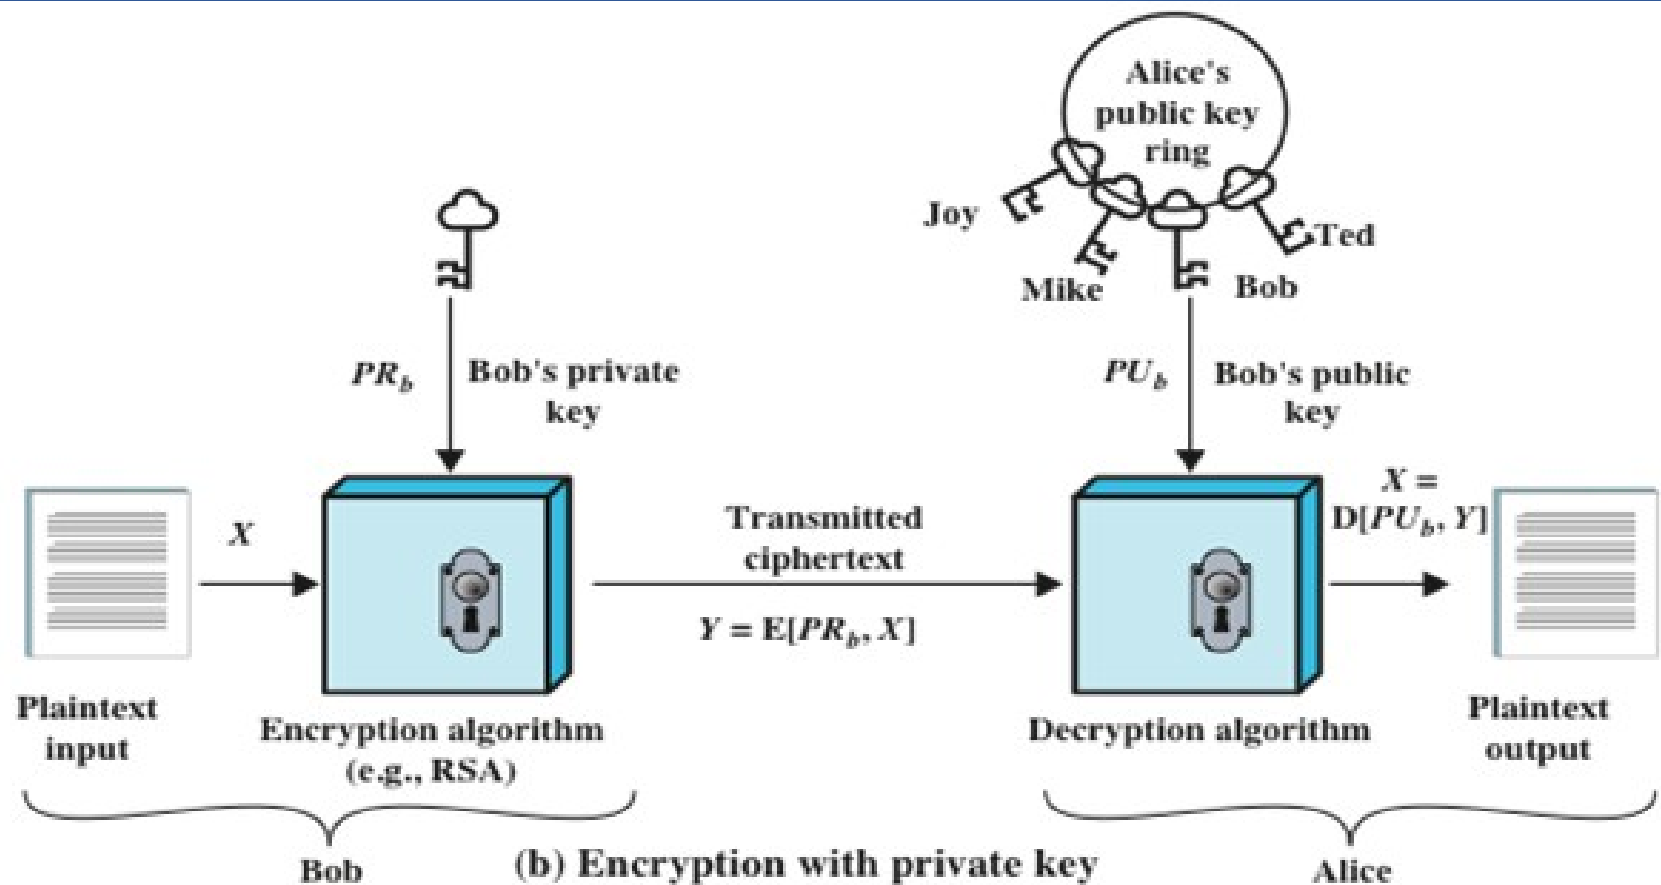 Alice's
public key
ring
Joy
Ted
Mike
Bob
PR_b
Bob's private
key
PU_b
Bob's public
key
X
Transmitted
ciphertext
Y = E[PR_b, X]
X =
D[PU_b, Y]
Plaintext
input
Encryption algorithm
(e.g., RSA)
Decryption algorithm
Plaintext
output
Bob
(b) Encryption with private key
Alice